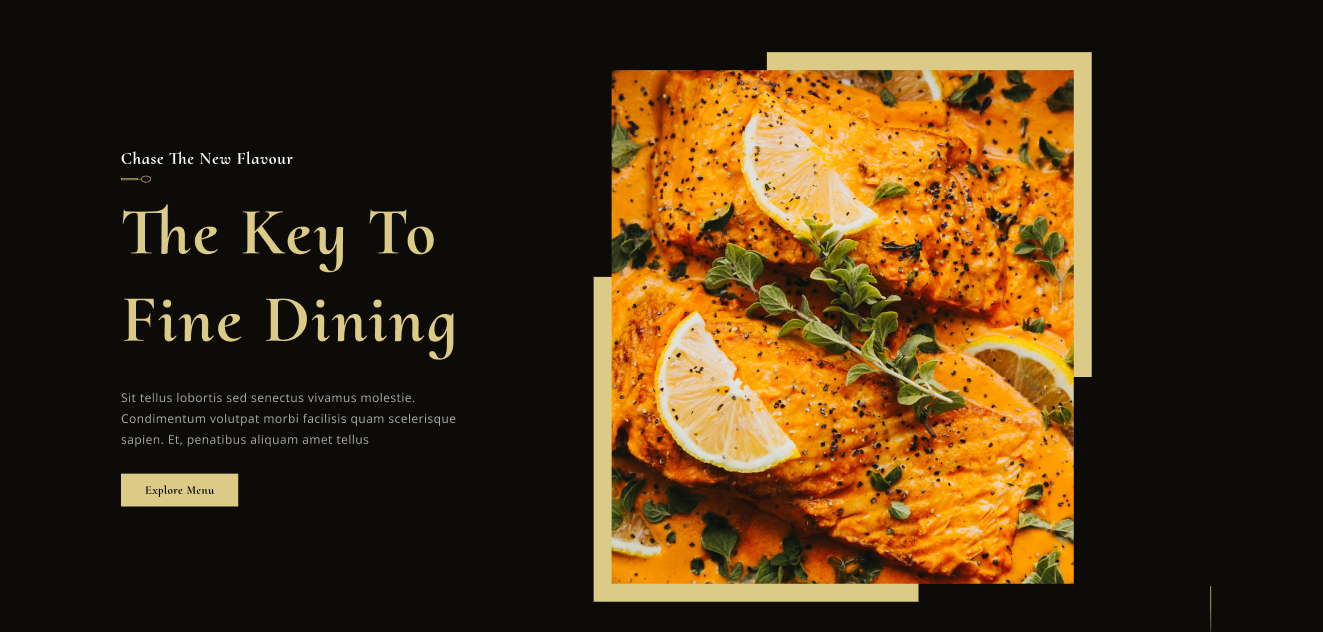 Chase The New Flavour
The Key To
Fine Dining
Sit tellus lobortis sed senectus vivamus molestie.
Condimentum volutpat morbi facilisis quam scelerisque
sapien. Et, penatibus aliquam amet tellus
Explore Menu